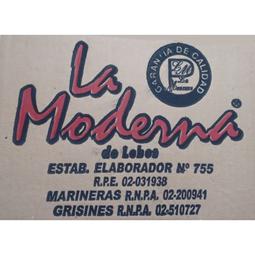 GARANTIA DE CALIDAD
La
Moderna
®
de Lobos
ESTAB. ELABORADOR Nº 755
R.P.E. 02-031938
MARINERAS R.N.P.A. 02-200941
GRISINES R.N.P.A. 02-510727